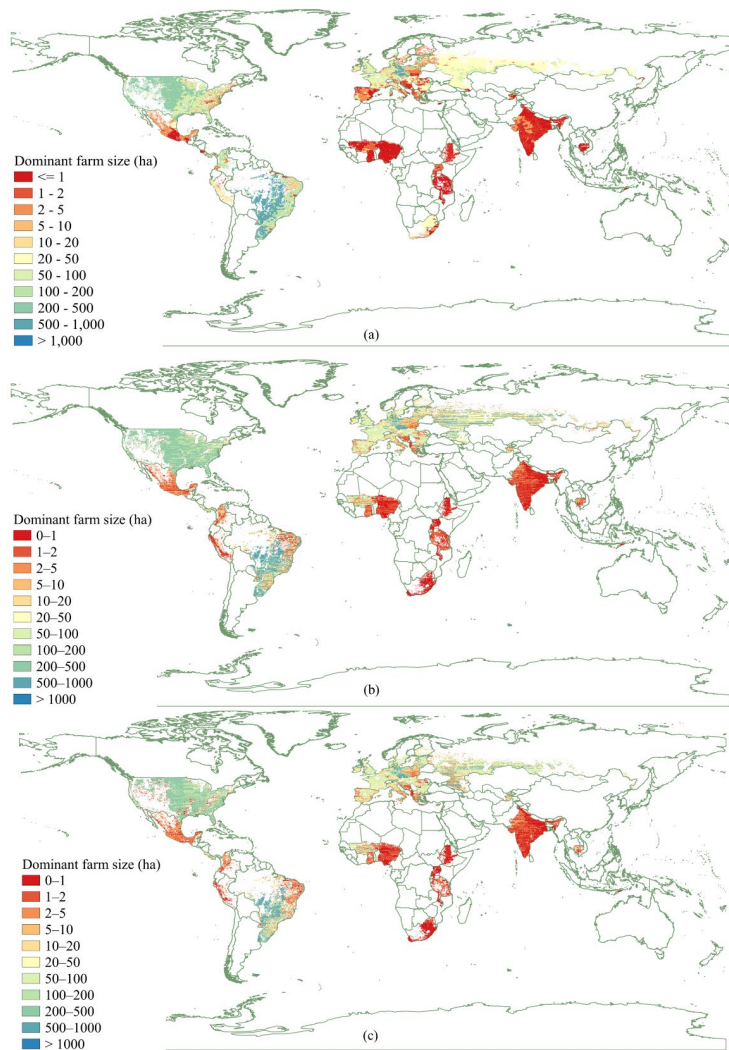 Dominant farm size (ha)
<= 1
1 - 2
2 - 5
5 - 10
10 - 20
20 - 50
50 - 100
100 - 200
200 - 500
500 - 1,000
> 1,000
(a)
Dominant farm size (ha)
0–1
1–2
2–5
5–10
10–20
20–50
50–100
100–200
200–500
500–1000
> 1000
(b)
Dominant farm size (ha)
0–1
1–2
2–5
5–10
10–20
20–50
50–100
100–200
200–500
500–1000
> 1000
(c)